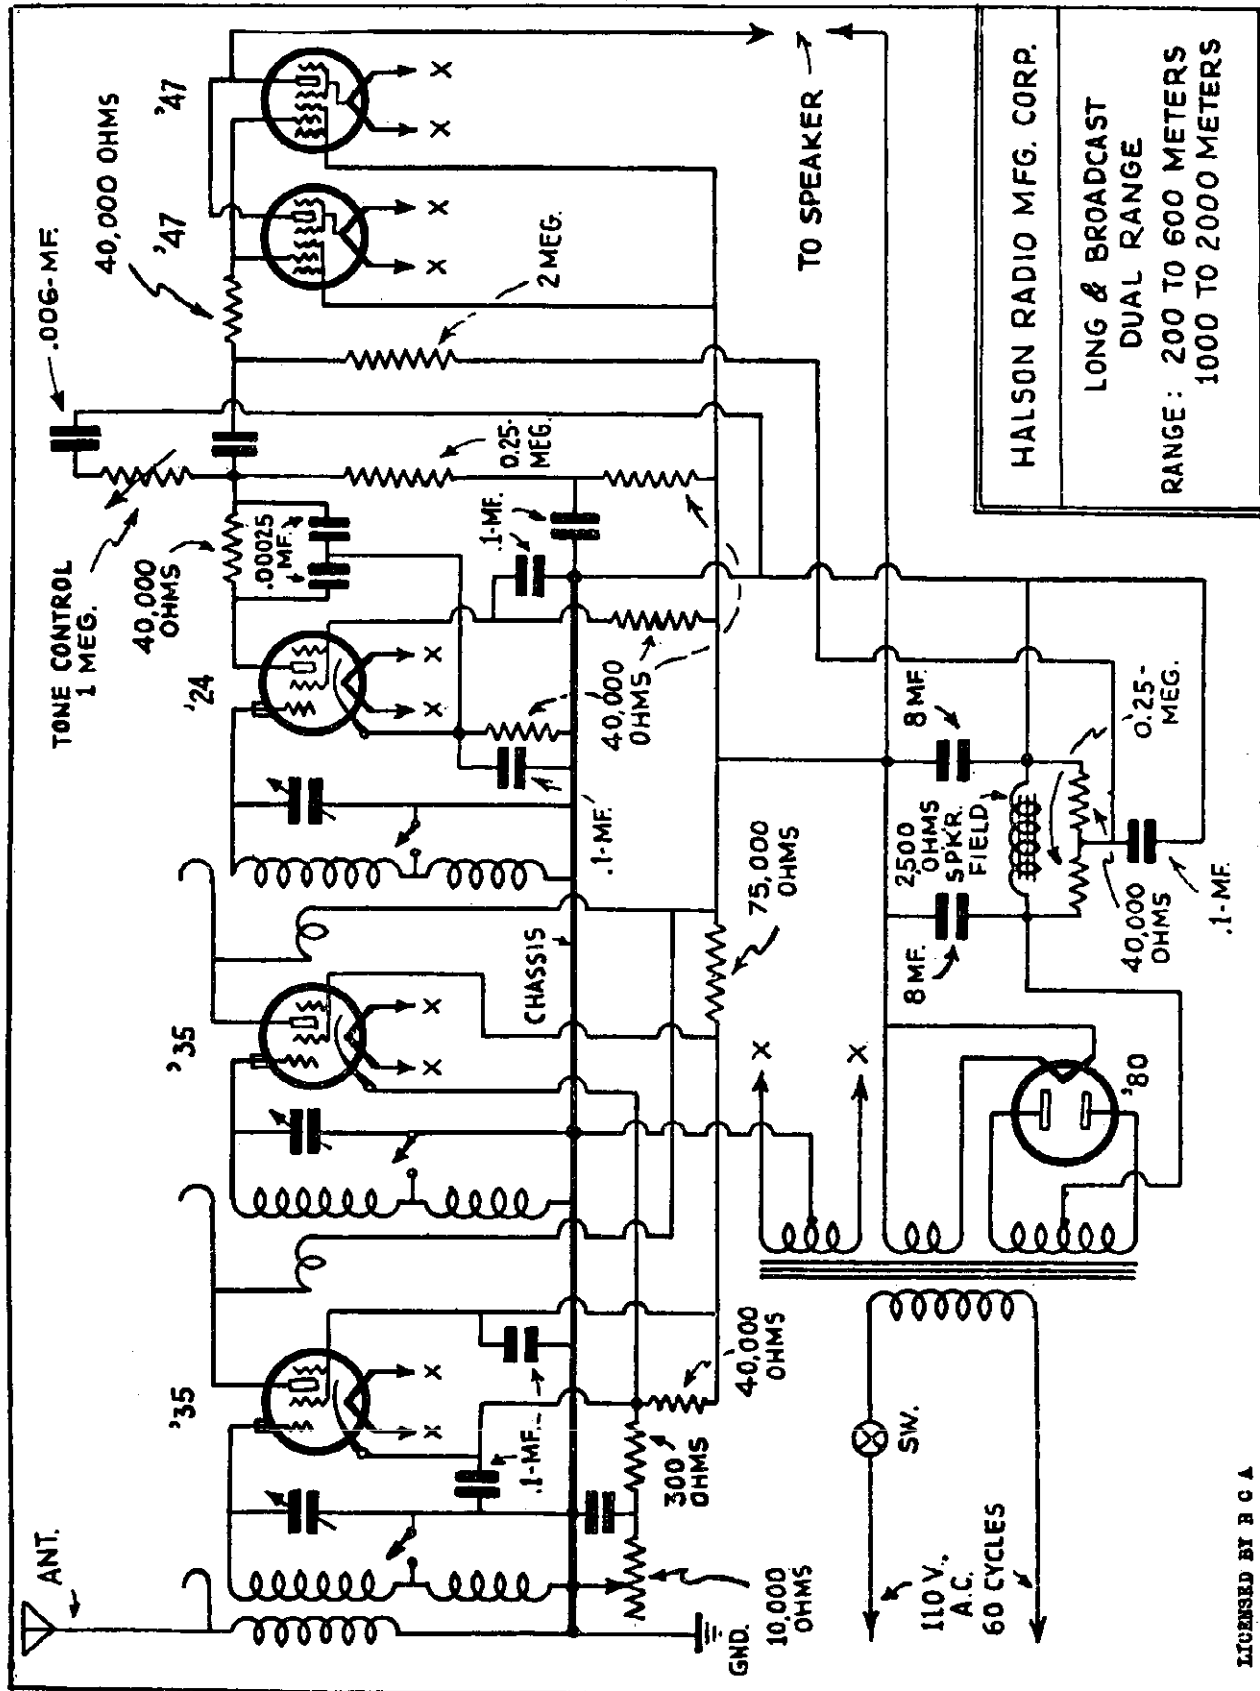 ANT.
'35
'35
'24
'47
'47
TONE CONTROL
1 MEG.
.006-MF.
40,000
OHMS
40,000 OHMS
.00025
MF.
0.25-
MEG.
2 MEG.
.1-MF.
.1-MF.
.1-MF.
X
X
X
X
X
X
X
X
X
X
CHASSIS
40,000
OHMS
GND.
10,000
OHMS
300
OHMS
40,000
OHMS
75,000
OHMS
TO SPEAKER
X
X
SW.
110 V.
A.C.
60 CYCLES
'80
8 MF.
8 MF.
2,500
OHMS
SPKR.
FIELD
40,000
OHMS
0.25-
MEG.
.1-MF.
HALSON RADIO MFG. CORP.
LONG & BROADCAST
DUAL RANGE
RANGE: 200 TO 600 METERS
1000 TO 2000 METERS
LICENSED BY R C A